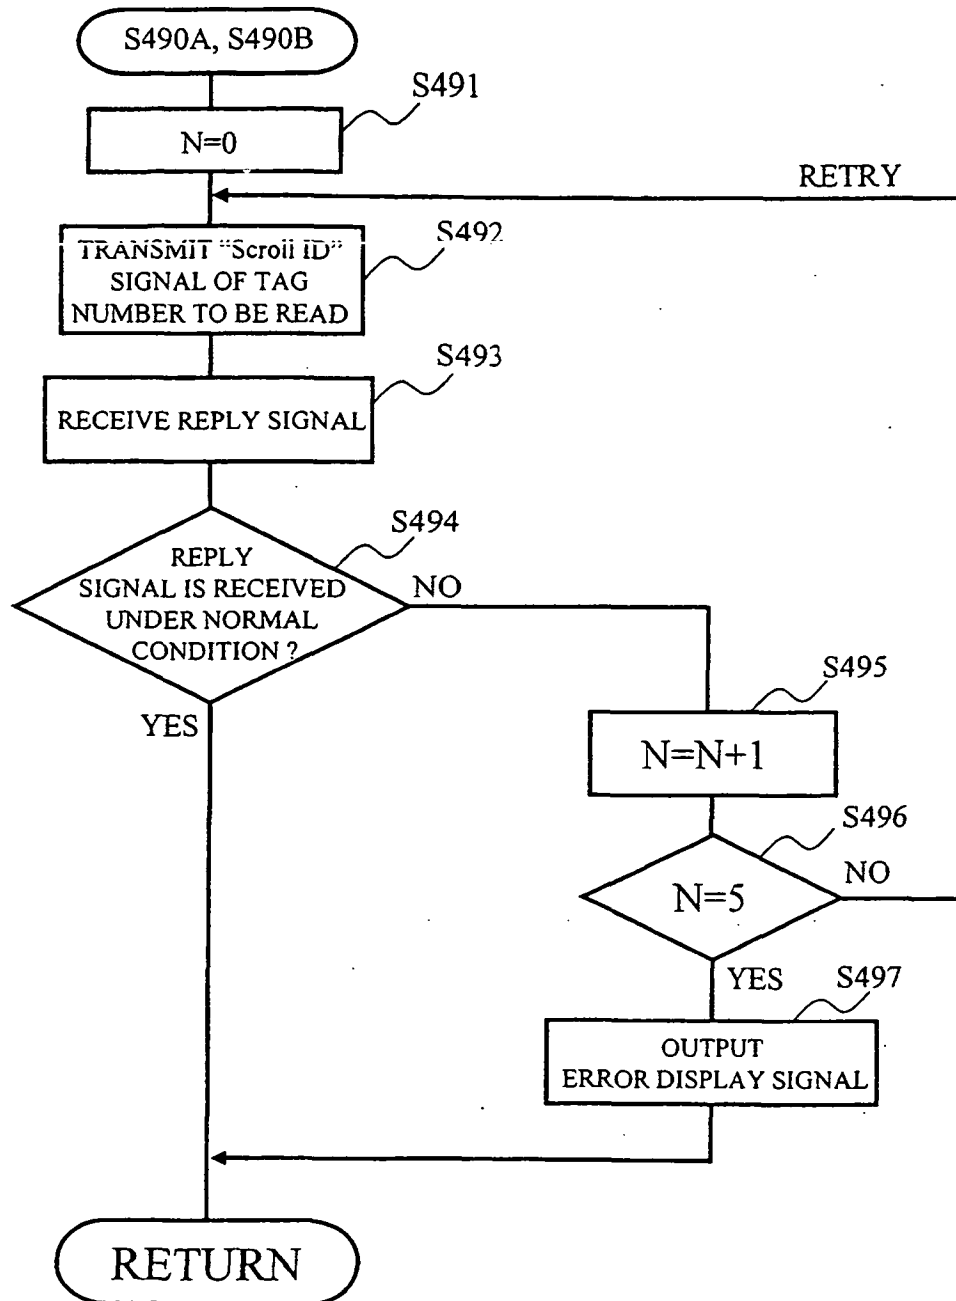 S490A, S490B
S491
N=0
RETRY
S492
TRANSMIT "Scroll ID"
SIGNAL OF TAG
NUMBER TO BE READ
S493
RECEIVE REPLY SIGNAL
S494
REPLY
SIGNAL IS RECEIVED
UNDER NORMAL
CONDITION ?
NO
YES
S495
N=N+1
S496
N=5
NO
YES
S497
OUTPUT
ERROR DISPLAY SIGNAL
RETURN